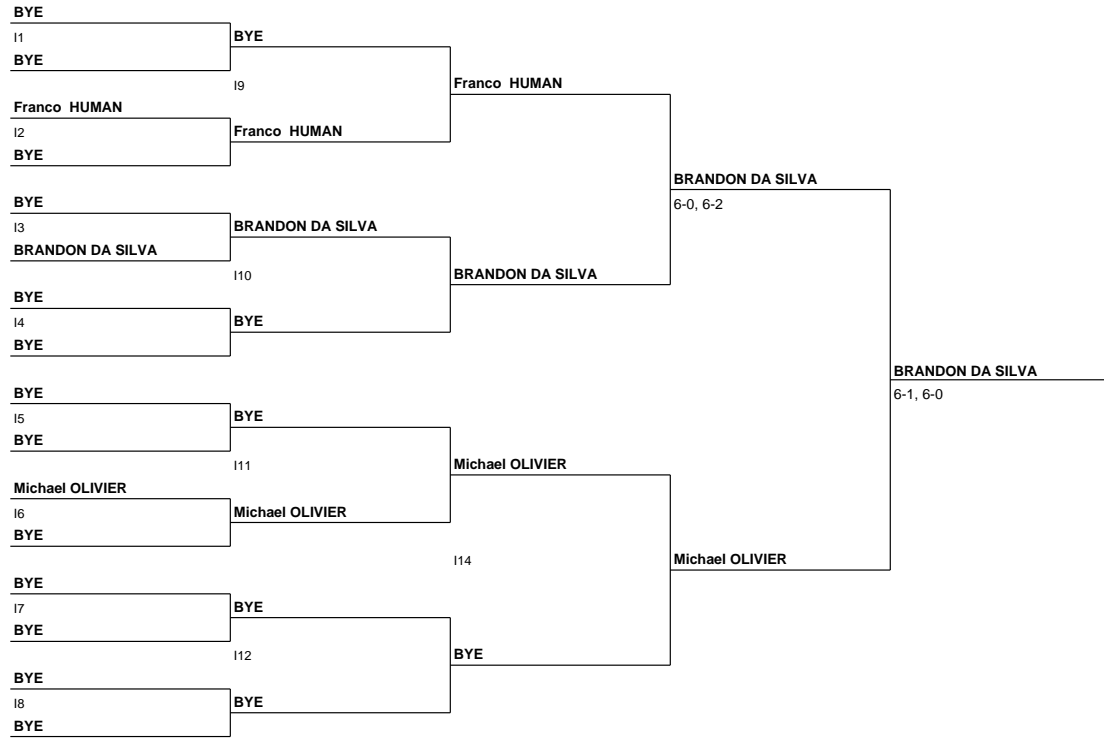 BYE
I1
BYE
BYE
I9
Franco  HUMAN
Franco  HUMAN
I2
Franco  HUMAN
BYE
BRANDON DA SILVA
6-0, 6-2
BYE
I3
BRANDON DA SILVA
BRANDON DA SILVA
I10
BRANDON DA SILVA
BYE
I4
BYE
BYE
BRANDON DA SILVA
6-1, 6-0
BYE
I5
BYE
BYE
I11
Michael OLIVIER
Michael OLIVIER
I6
Michael OLIVIER
BYE
I14
Michael OLIVIER
BYE
I7
BYE
BYE
I12
BYE
BYE
I8
BYE
BYE